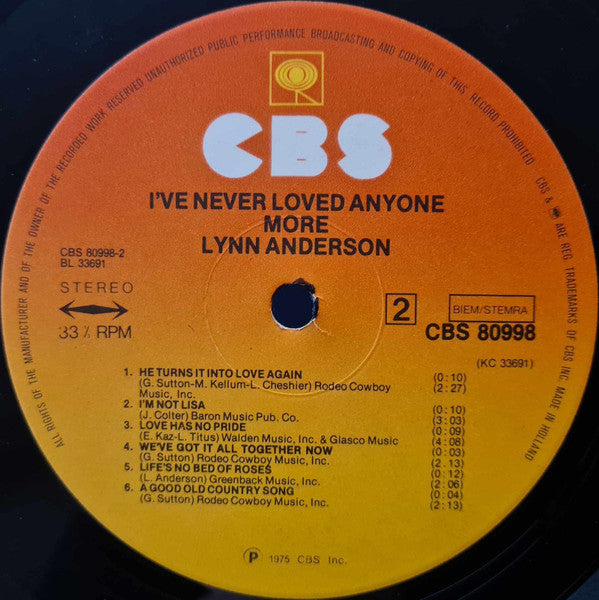 ALL RIGHTS OF THE MANUFACTURER AND OF THE OWNER OF THE RECORDED WORK RESERVED UNAUTHORIZED PUBLIC PERFORMANCE BROADCASTING AND COPYING OF THIS RECORD PROHIBITED
CBS & ARE REG. TRADEMARKS OF CBS INC. MADE IN HOLLAND
CBS
I'VE NEVER LOVED ANYONE
MORE
LYNN ANDERSON
CBS 80998-2
BL 33691
STEREO
33⅓ RPM
2
BIEM/STEMRA
CBS 80998
(KC 33691)
1. HE TURNS IT INTO LOVE AGAIN (0:10)
(G. Sutton-M. Kellum-L. Cheshier) Rodeo Cowboy (2:27)
Music, Inc.
2. I'M NOT LISA (0:10)
(J. Colter) Baron Music Pub. Co. (3:03)
3. LOVE HAS NO PRIDE (0:09)
(E. Kaz-L. Titus) Walden Music, Inc. & Glasco Music (4:08)
4. WE'VE GOT IT ALL TOGETHER NOW (0:03)
(G. Sutton) Rodeo Cowboy Music, Inc. (2.13)
5. LIFE'S NO BED OF ROSES (0:12)
(L. Anderson) Greenback Music, Inc. (2:06)
6. A GOOD OLD COUNTRY SONG (0:04)
(G. Sutton) Rodeo Cowboy Music, Inc. (2:13)
℗ 1975 CBS Inc.